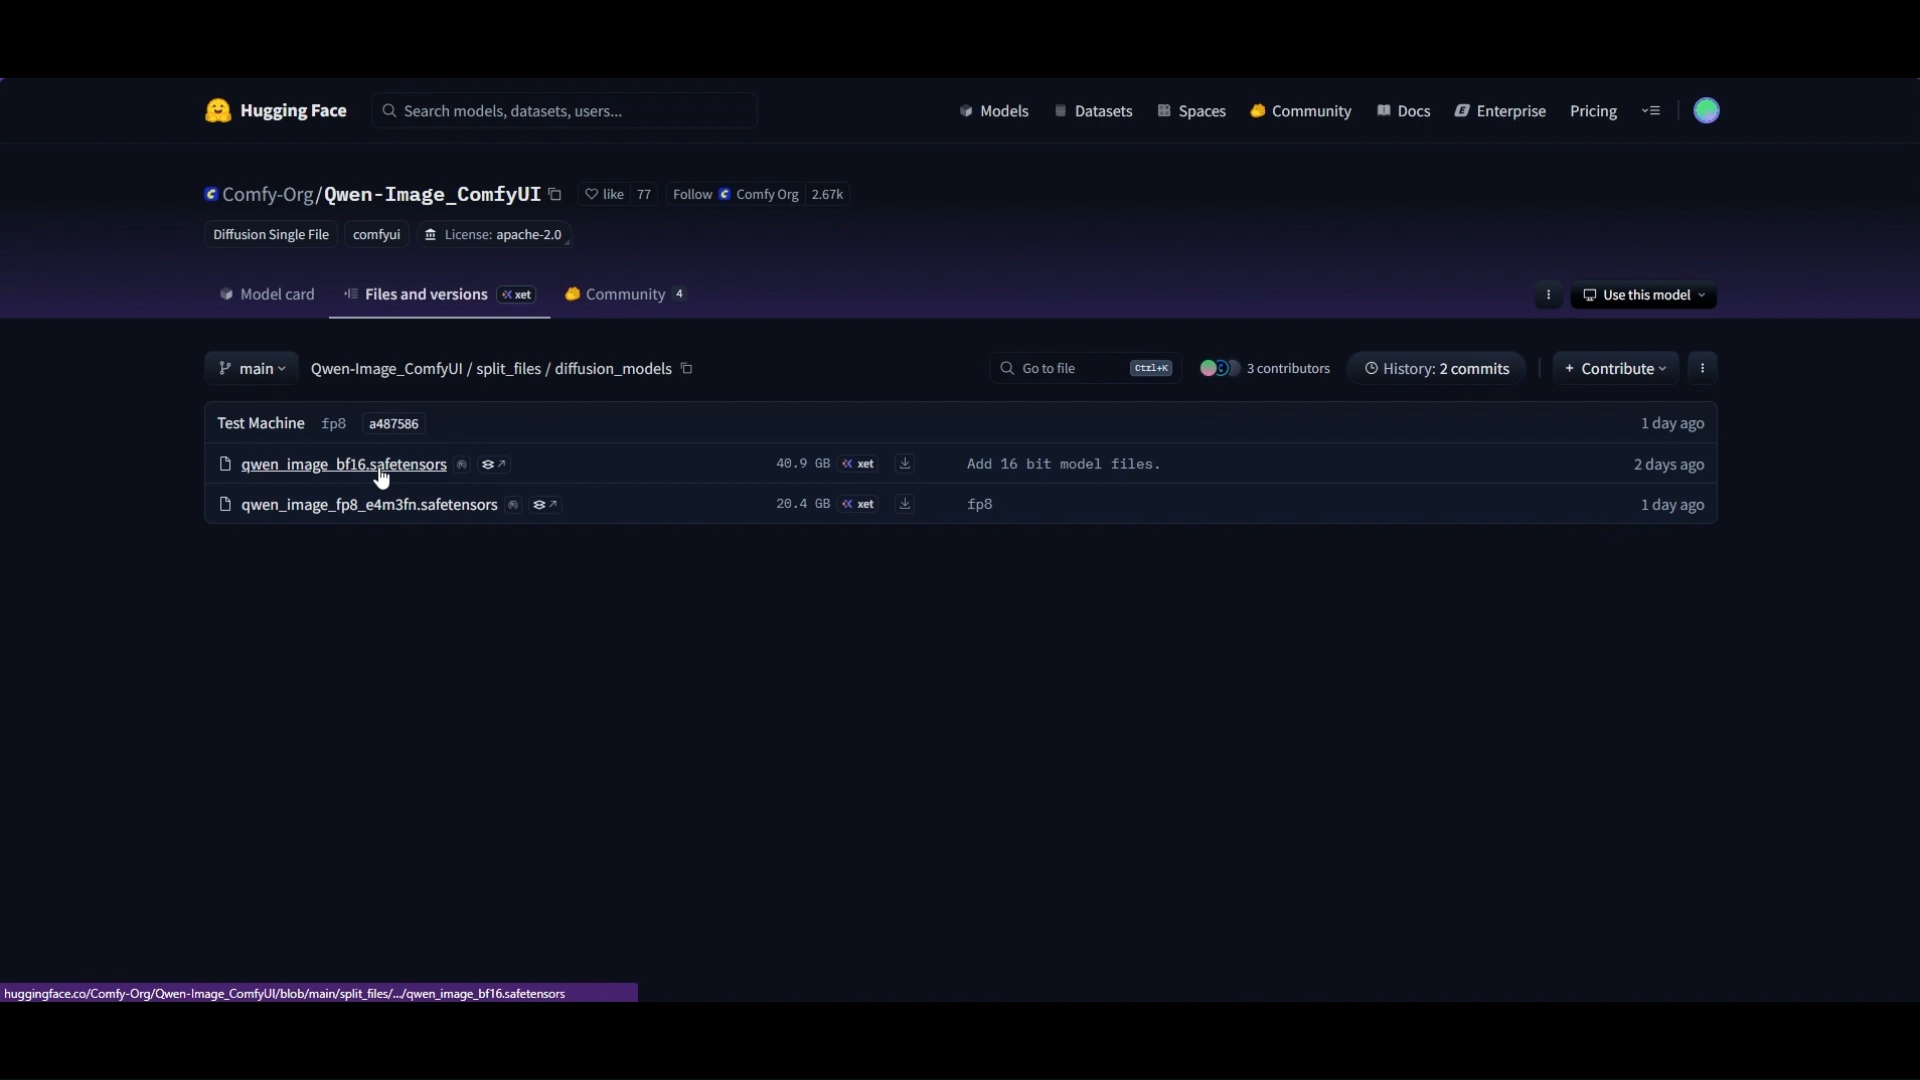 Hugging Face
Search models, datasets, users...
Models
Datasets
Spaces
Community
Docs
Enterprise
Pricing
Comfy-Org/Qwen-Image_ComfyUI
like 77
Follow Comfy Org 2.67k
Diffusion Single File
comfyui
License: apache-2.0
Model card
Files and versions xet
Community 4
Use this model
main
Qwen-Image_ComfyUI / split_files / diffusion_models
Go to file Ctrl+K
3 contributors
History: 2 commits
+ Contribute
Test Machine fp8 a487586 1 day ago
qwen_image_bf16.safetensors 40.9 GB xet Add 16 bit model files. 2 days ago
qwen_image_fp8_e4m3fn.safetensors 20.4 GB xet fp8 1 day ago
huggingface.co/Comfy-Org/Qwen-Image_ComfyUI/blob/main/split_files/.../qwen_image_bf16.safetensors